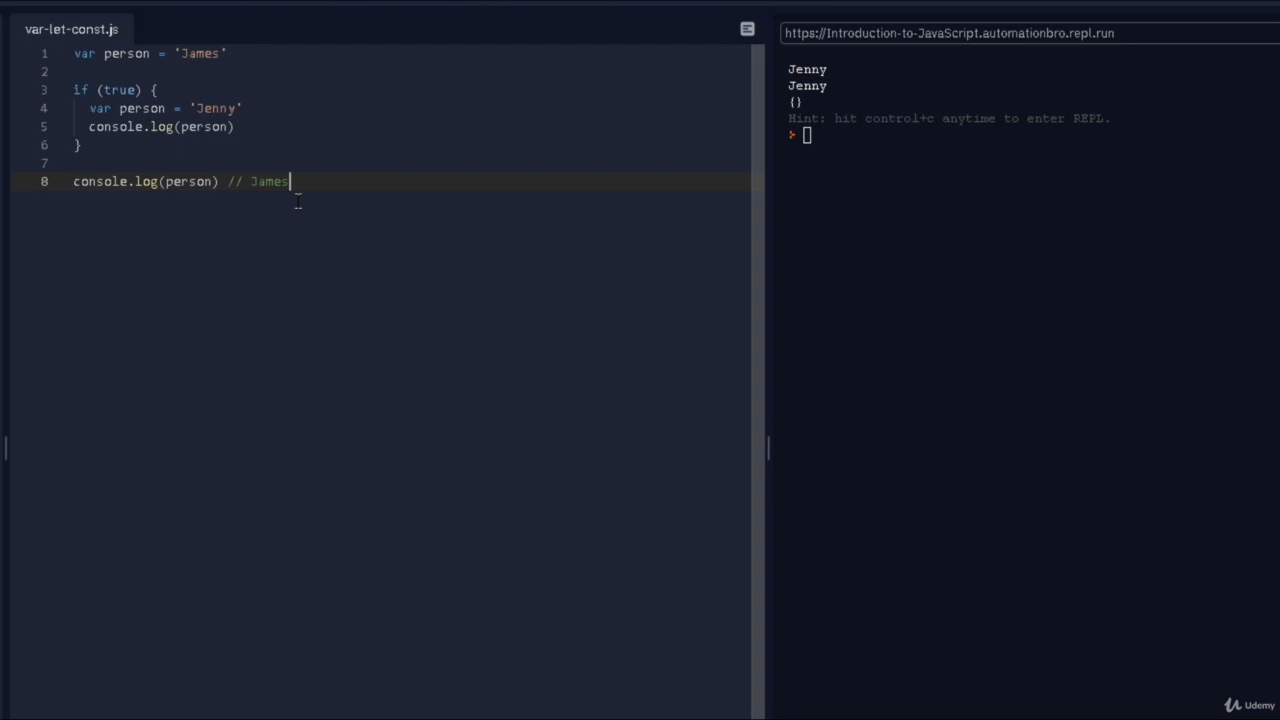 var-let-const.js
1 var person = 'James'
2
3 if (true) {
4 var person = 'Jenny'
5 console.log(person)
6 }
7
8 console.log(person) // James
https://Introduction-to-JavaScript.automationbro.repl.run
Jenny
Jenny
{}
Hint: hit control+c anytime to enter REPL.
>
Udemy